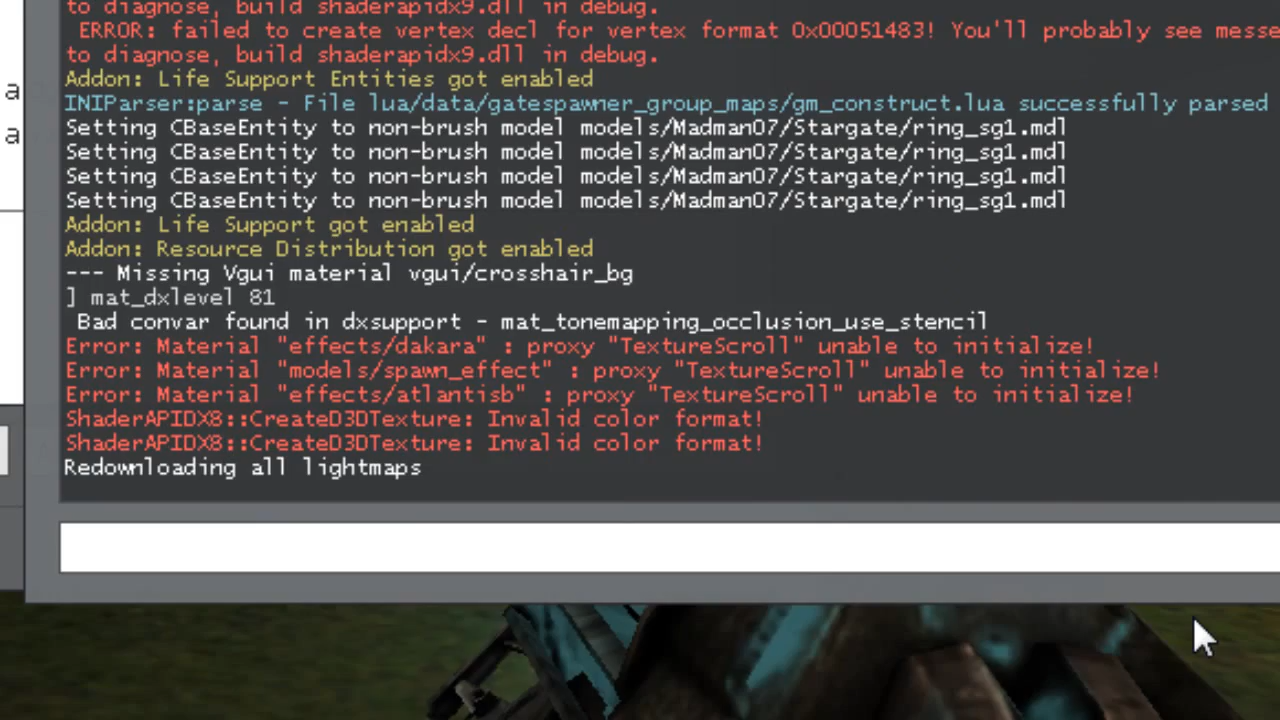 to diagnose, build shaderapidx9.dll in debug.
ERROR: failed to create vertex decl for vertex format 0x00051483! You'll probably see messe
to diagnose, build shaderapidx9.dll in debug.
Addon: Life Support Entities got enabled
a
INIParser:parse - File lua/data/gatespawner_group_maps/gm_construct.lua successfully parsed
Setting CBaseEntity to non-brush model models/Madman07/Stargate/ring_sg1.mdl
a
Setting CBaseEntity to non-brush model models/Madman07/Stargate/ring_sg1.mdl
Setting CBaseEntity to non-brush model models/Madman07/Stargate/ring_sg1.mdl
Setting CBaseEntity to non-brush model models/Madman07/Stargate/ring_sg1.mdl
Addon: Life Support got enabled
Addon: Resource Distribution got enabled
--- Missing Vgui material vgui/crosshair_bg
] mat_dxlevel 81
Bad convar found in dxsupport - mat_tonemapping_occlusion_use_stencil
Error: Material "effects/dakara" : proxy "TextureScroll" unable to initialize!
Error: Material "models/spawn_effect" : proxy "TextureScroll" unable to initialize!
Error: Material "effects/atlantisb" : proxy "TextureScroll" unable to initialize!
ShaderAPIDX8::CreateD3DTexture: Invalid color format!
ShaderAPIDX8::CreateD3DTexture: Invalid color format!
Redownloading all lightmaps